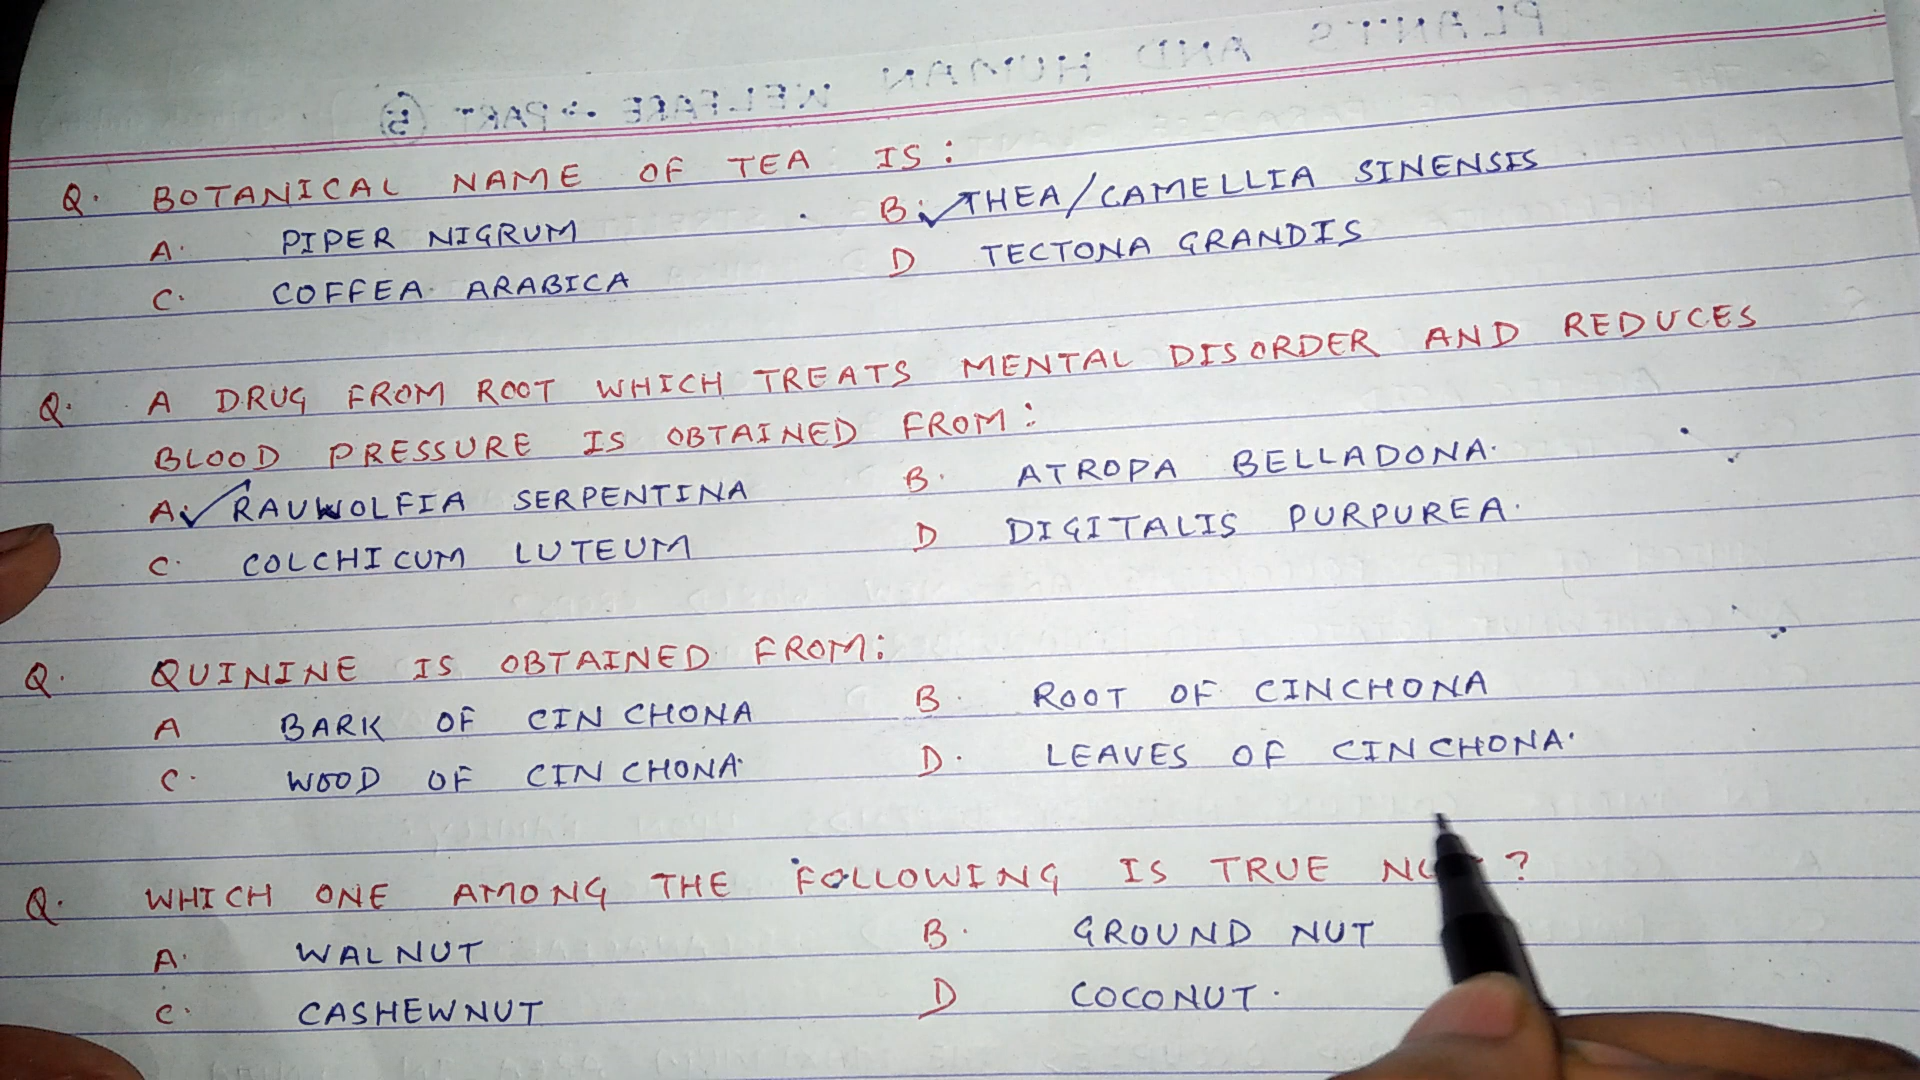 PLANTS AND HUMAN WELFARE :- PART (5)
Q. BOTANICAL NAME OF TEA IS :
A. PIPER NIGRUM B. THEA/CAMELLIA SINENSIS
C. COFFEA ARABICA D TECTONA GRANDIS
Q. A DRUG FROM ROOT WHICH TREATS MENTAL DISORDER AND REDUCES
BLOOD PRESSURE IS OBTAINED FROM :
A. RAUWOLFIA SERPENTINA B. ATROPA BELLADONA.
C. COLCHICUM LUTEUM D DIGITALIS PURPUREA.
Q. QUININE IS OBTAINED FROM:
A BARK OF CINCHONA B. ROOT OF CINCHONA
C. WOOD OF CINCHONA. D. LEAVES OF CINCHONA.
Q. WHICH ONE AMONG THE FOLLOWING IS TRUE ?
A. WALNUT B. GROUND NUT
C. CASHEWNUT D COCONUT.